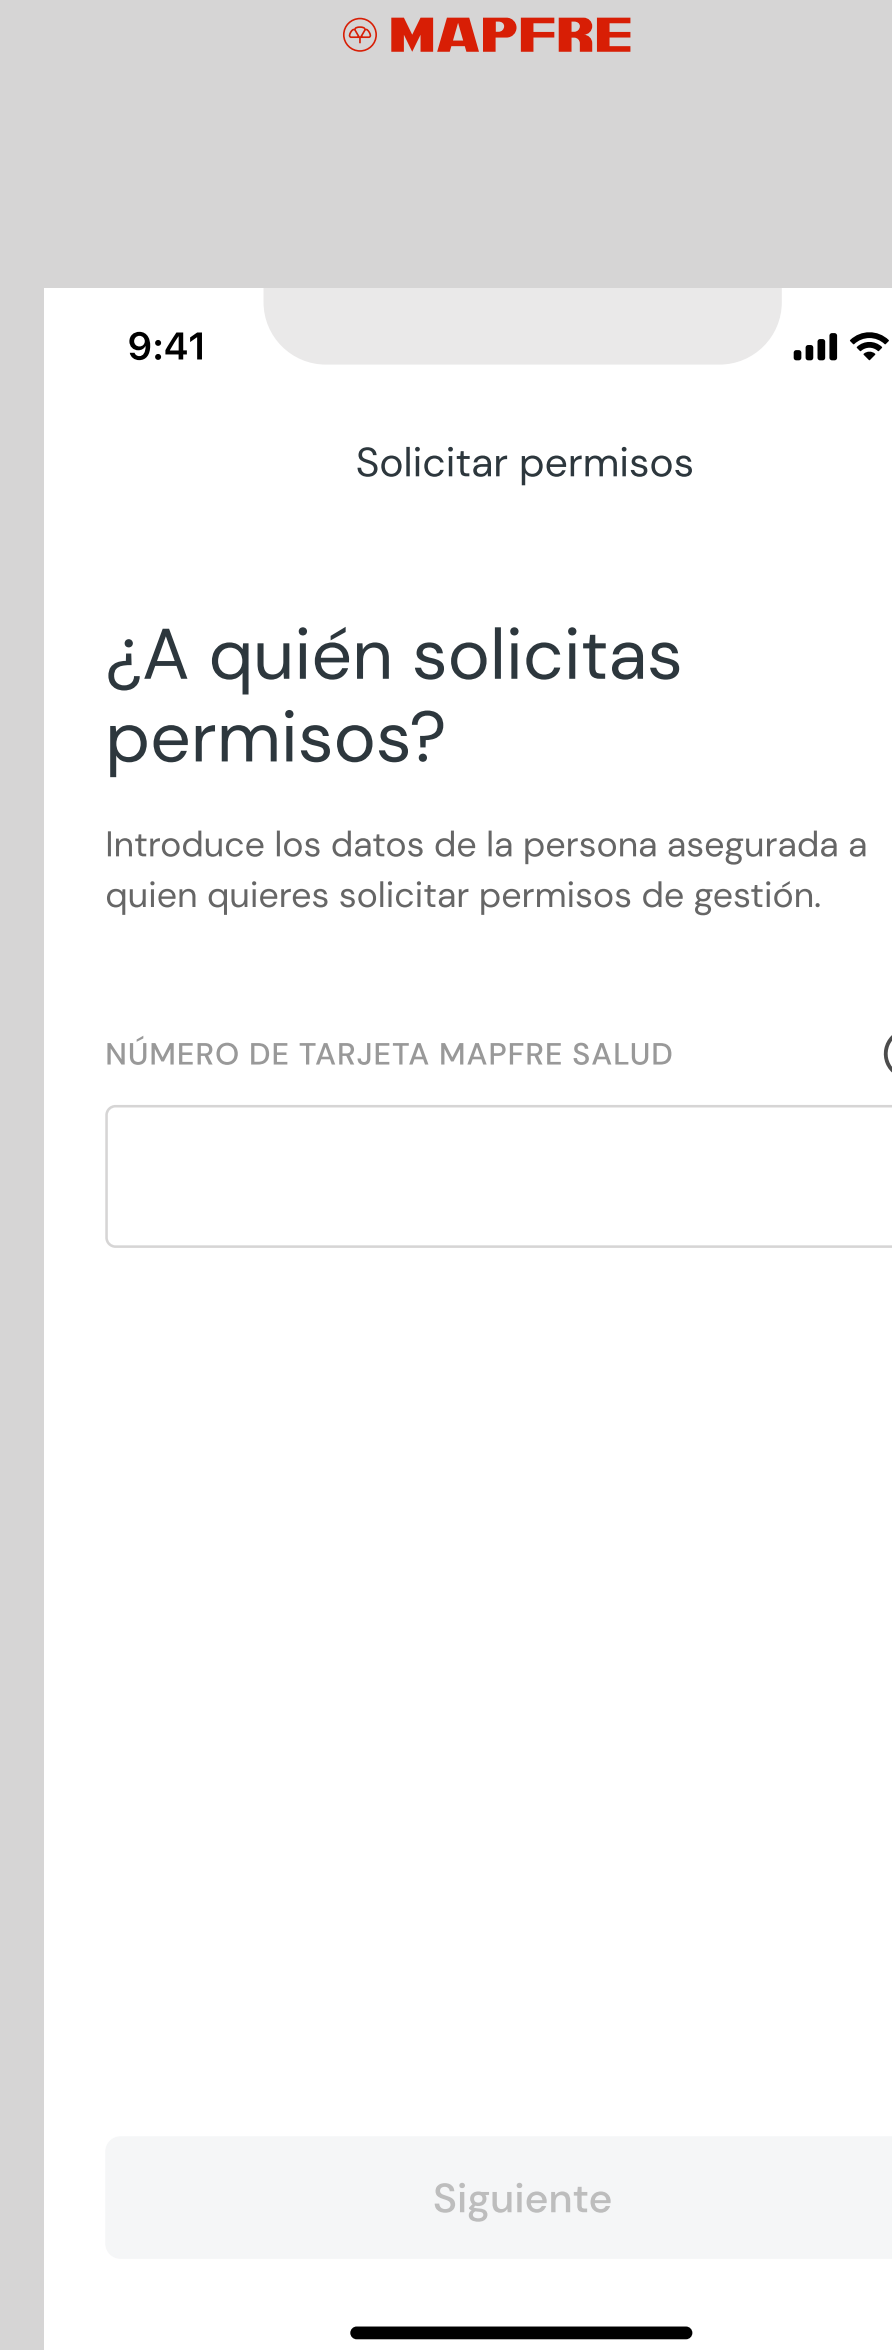 MAPFRE
9:41
Solicitar permisos
¿A quién solicitas
permisos?
Introduce los datos de la persona asegurada a
quien quieres solicitar permisos de gestión.
NÚMERO DE TARJETA MAPFRE SALUD
Siguiente